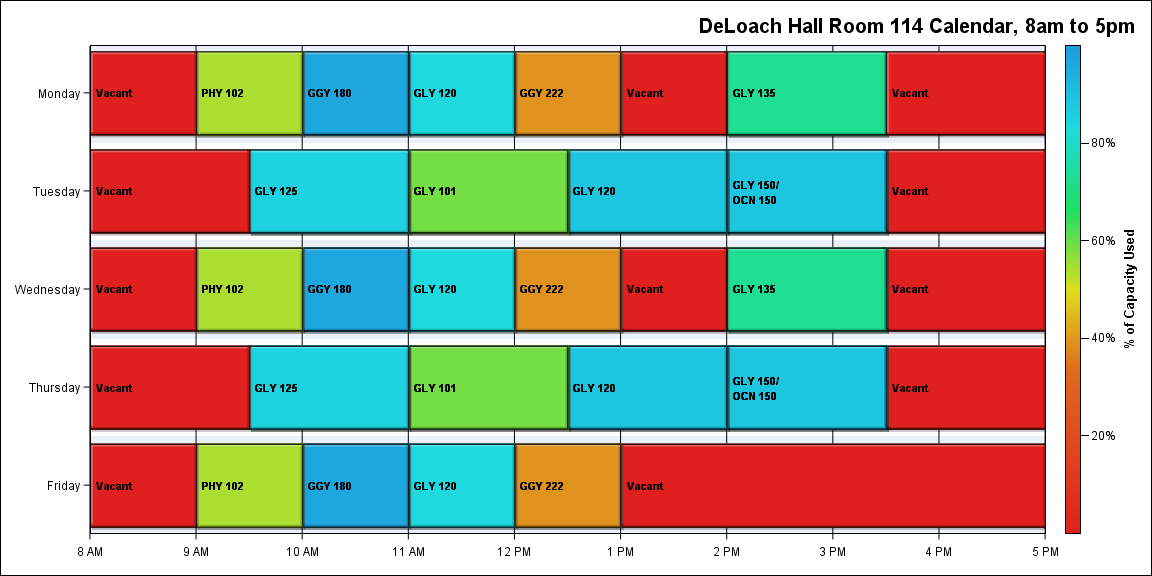 DeLoach Hall Room 114 Calendar, 8am to 5pm
Monday
Vacant
PHY 102
GGY 180
GLY 120
GGY 222
Vacant
GLY 135
Vacant
Tuesday
Vacant
GLY 125
GLY 101
GLY 120
GLY 150/
OCN 150
Vacant
Wednesday
Vacant
PHY 102
GGY 180
GLY 120
GGY 222
Vacant
GLY 135
Vacant
Thursday
Vacant
GLY 125
GLY 101
GLY 120
GLY 150/
OCN 150
Vacant
Friday
Vacant
PHY 102
GGY 180
GLY 120
GGY 222
Vacant
8 AM
9 AM
10 AM
11 AM
12 PM
1 PM
2 PM
3 PM
4 PM
5 PM
80%
60%
40%
20%
% of Capacity Used